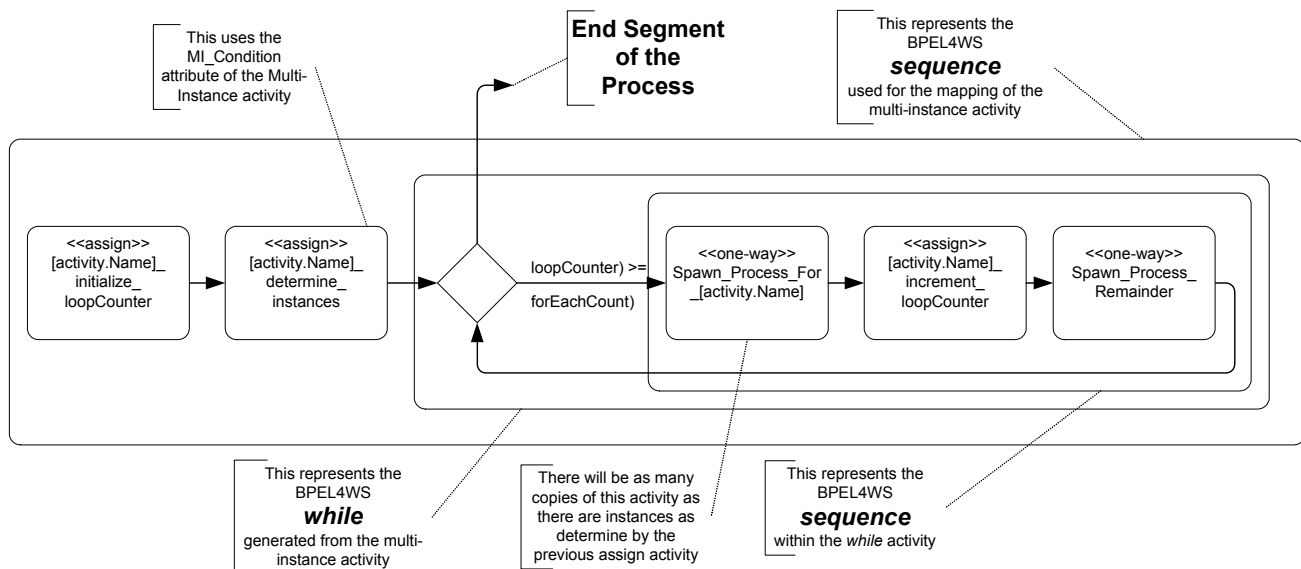 This uses the
MI_Condition
attribute of the Multi-
Instance activity
End Segment
of the
Process
This represents the
BPEL4WS
sequence
used for the mapping of the
multi-instance activity
<<assign>>
[activity.Name]_
initialize_
loopCounter
<<assign>>
[activity.Name]_
determine_
instances
loopCounter) >=
forEachCount)
<<one-way>>
Spawn_Process_For
_[activity.Name]
<<assign>>
[activity.Name]_
increment_
loopCounter
<<one-way>>
Spawn_Process_
Remainder
This represents the
BPEL4WS
while
generated from the multi-
instance activity
There will be as many
copies of this activity as
there are instances as
determine by the
previous assign activity
This represents the
BPEL4WS
sequence
within the while activity